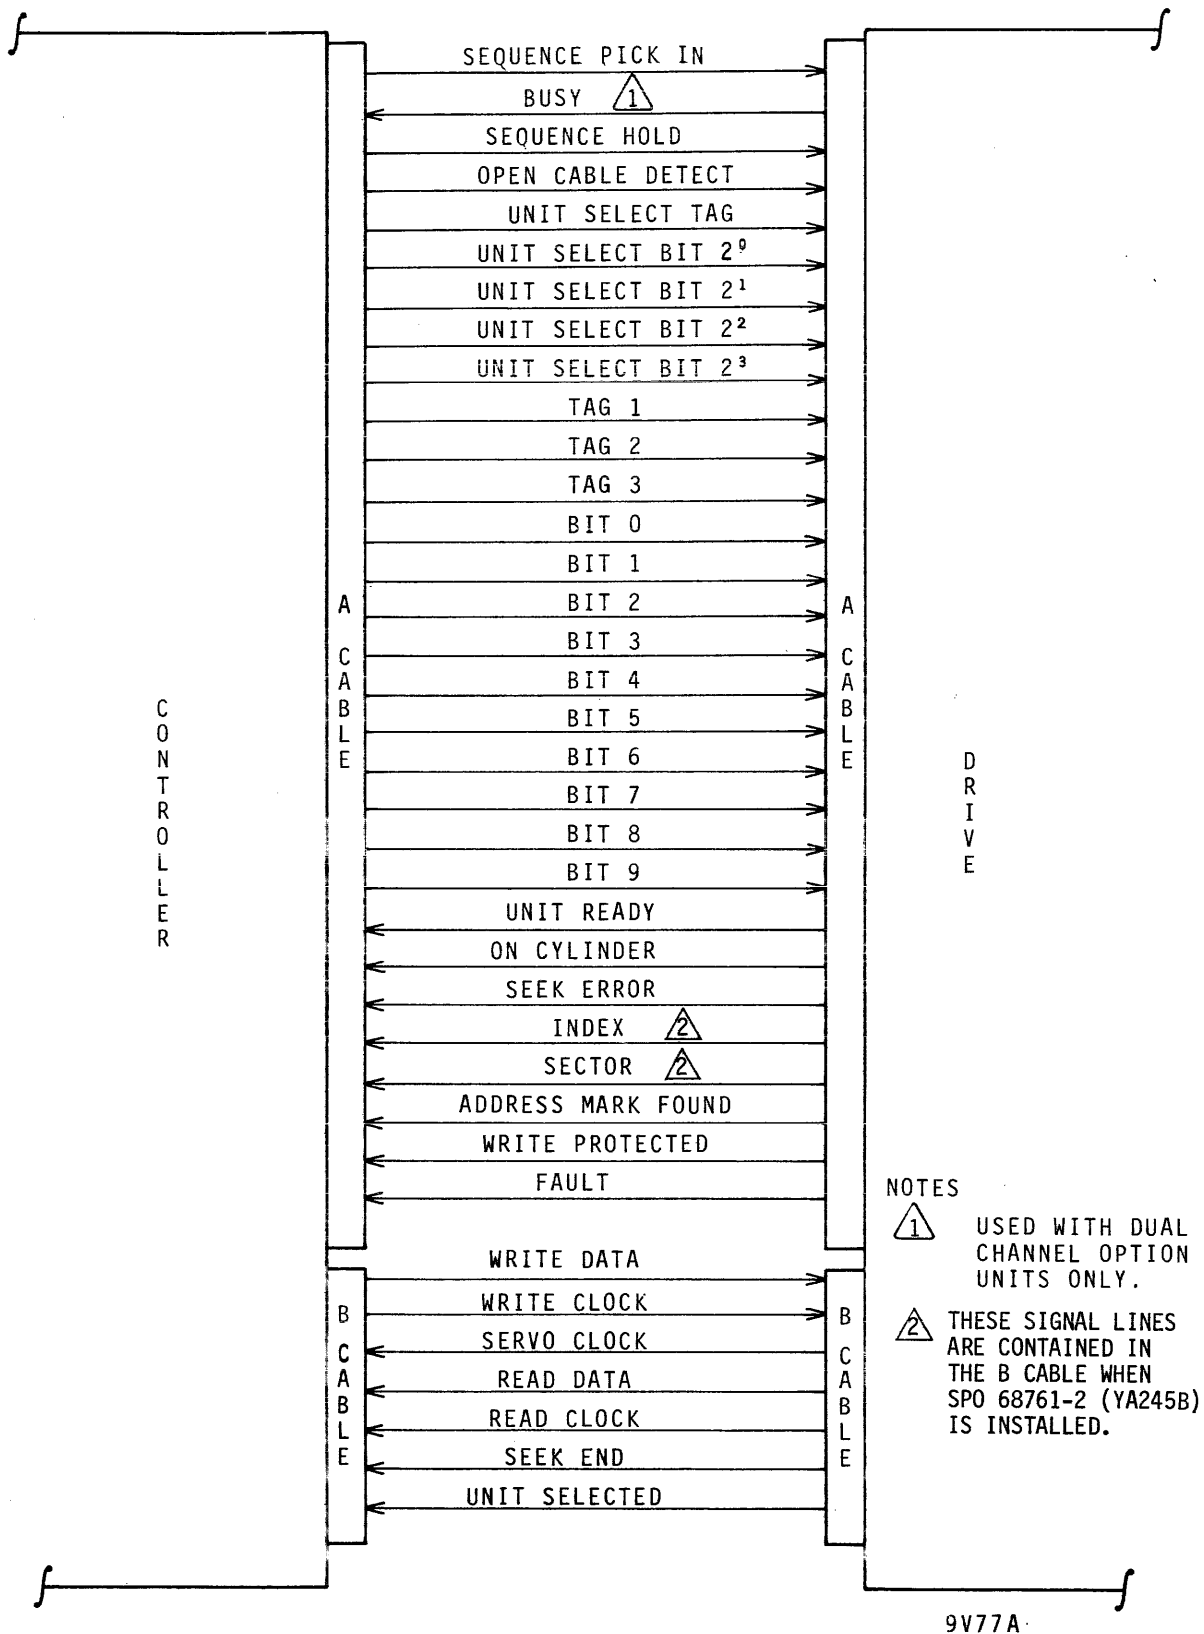 SEQUENCE PICK IN
BUSY 1
SEQUENCE HOLD
OPEN CABLE DETECT
UNIT SELECT TAG
UNIT SELECT BIT 2⁰
UNIT SELECT BIT 2¹
UNIT SELECT BIT 2²
UNIT SELECT BIT 2³
TAG 1
TAG 2
TAG 3
BIT 0
BIT 1
BIT 2
BIT 3
BIT 4
BIT 5
BIT 6
BIT 7
BIT 8
BIT 9
UNIT READY
ON CYLINDER
SEEK ERROR
INDEX 2
SECTOR 2
ADDRESS MARK FOUND
WRITE PROTECTED
FAULT
WRITE DATA
WRITE CLOCK
SERVO CLOCK
READ DATA
READ CLOCK
SEEK END
UNIT SELECTED
CONTROLLER
A CABLE
A CABLE
DRIVE
B CABLE
B CABLE
NOTES
1 USED WITH DUAL
CHANNEL OPTION
UNITS ONLY.
2 THESE SIGNAL LINES
ARE CONTAINED IN
THE B CABLE WHEN
SPO 68761-2 (YA245B)
IS INSTALLED.
9V77A